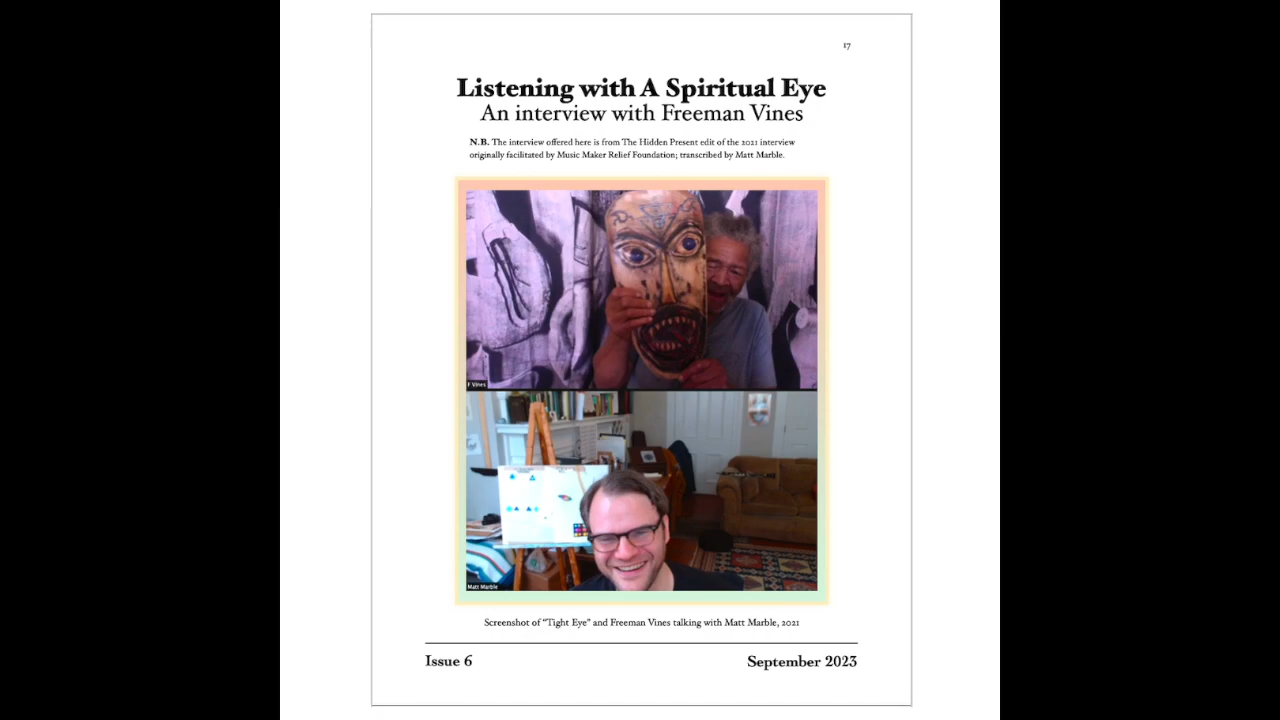 17
Listening with A Spiritual Eye
An interview with Freeman Vines
N.B. The interview offered here is from The Hidden Present edit of the 2021 interview
originally facilitated by Music Maker Relief Foundation; transcribed by Matt Marble.
F Vines
Matt Marble
Screenshot of “Tight Eye” and Freeman Vines talking with Matt Marble, 2021
Issue 6
September 2023